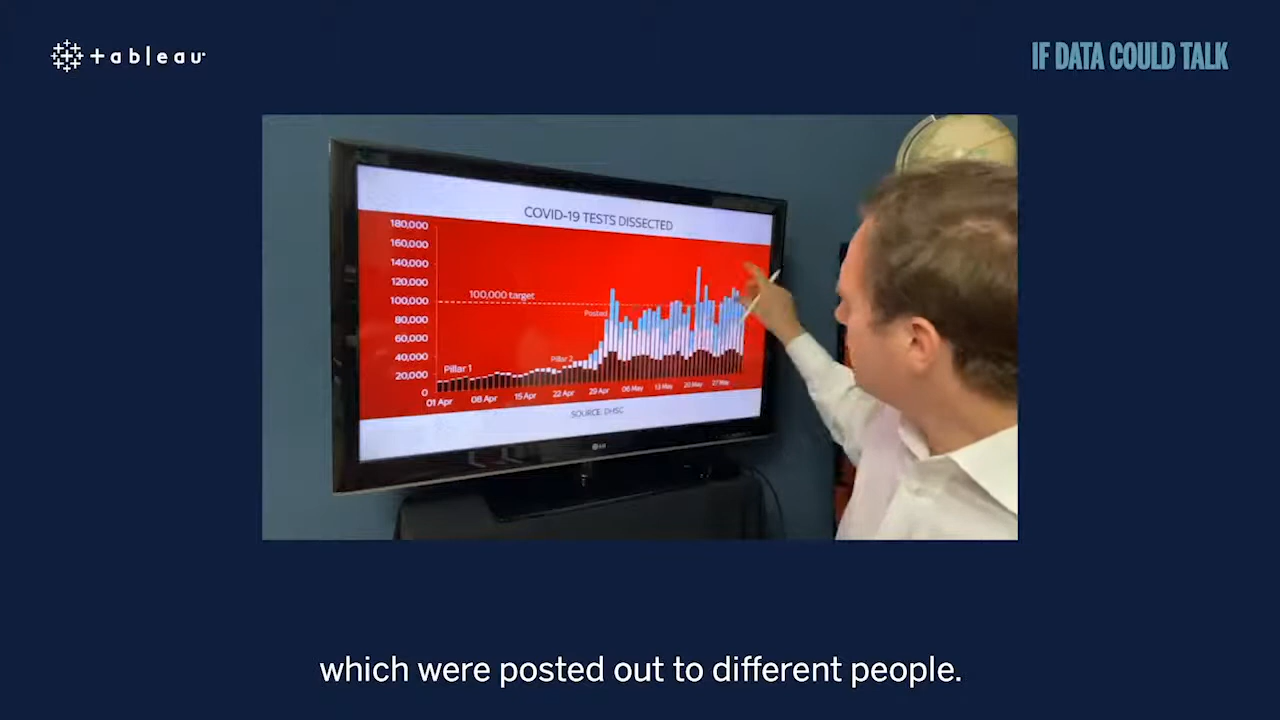 tableau
IF DATA COULD TALK
COVID-19 TESTS DISSECTED
180,000
160,000
140,000
120,000
100,000
80,000
60,000
40,000
20,000
0
100,000 target
Posted
Pillar 1
Pillar 2
01 Apr
08 Apr
15 Apr
22 Apr
29 Apr
06 May
13 May
20 May
27 May
SOURCE: DHSC
LG
which were posted out to different people.